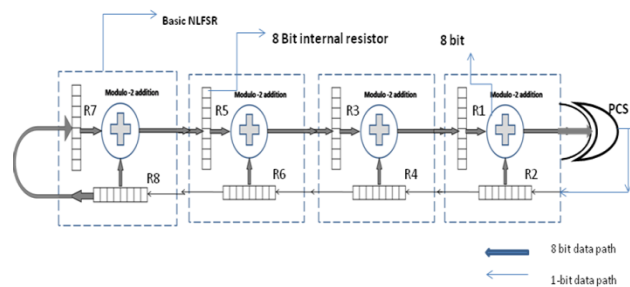 Basic NLFSR
8 Bit internal resistor
8 bit
Modulo -2 addition
Modulo -2 addition
Modulo -2 addition
Modulo -2 addition
R7
R5
R3
R1
PCS
R8
R6
R4
R2
8 bit data path
1-bit data path